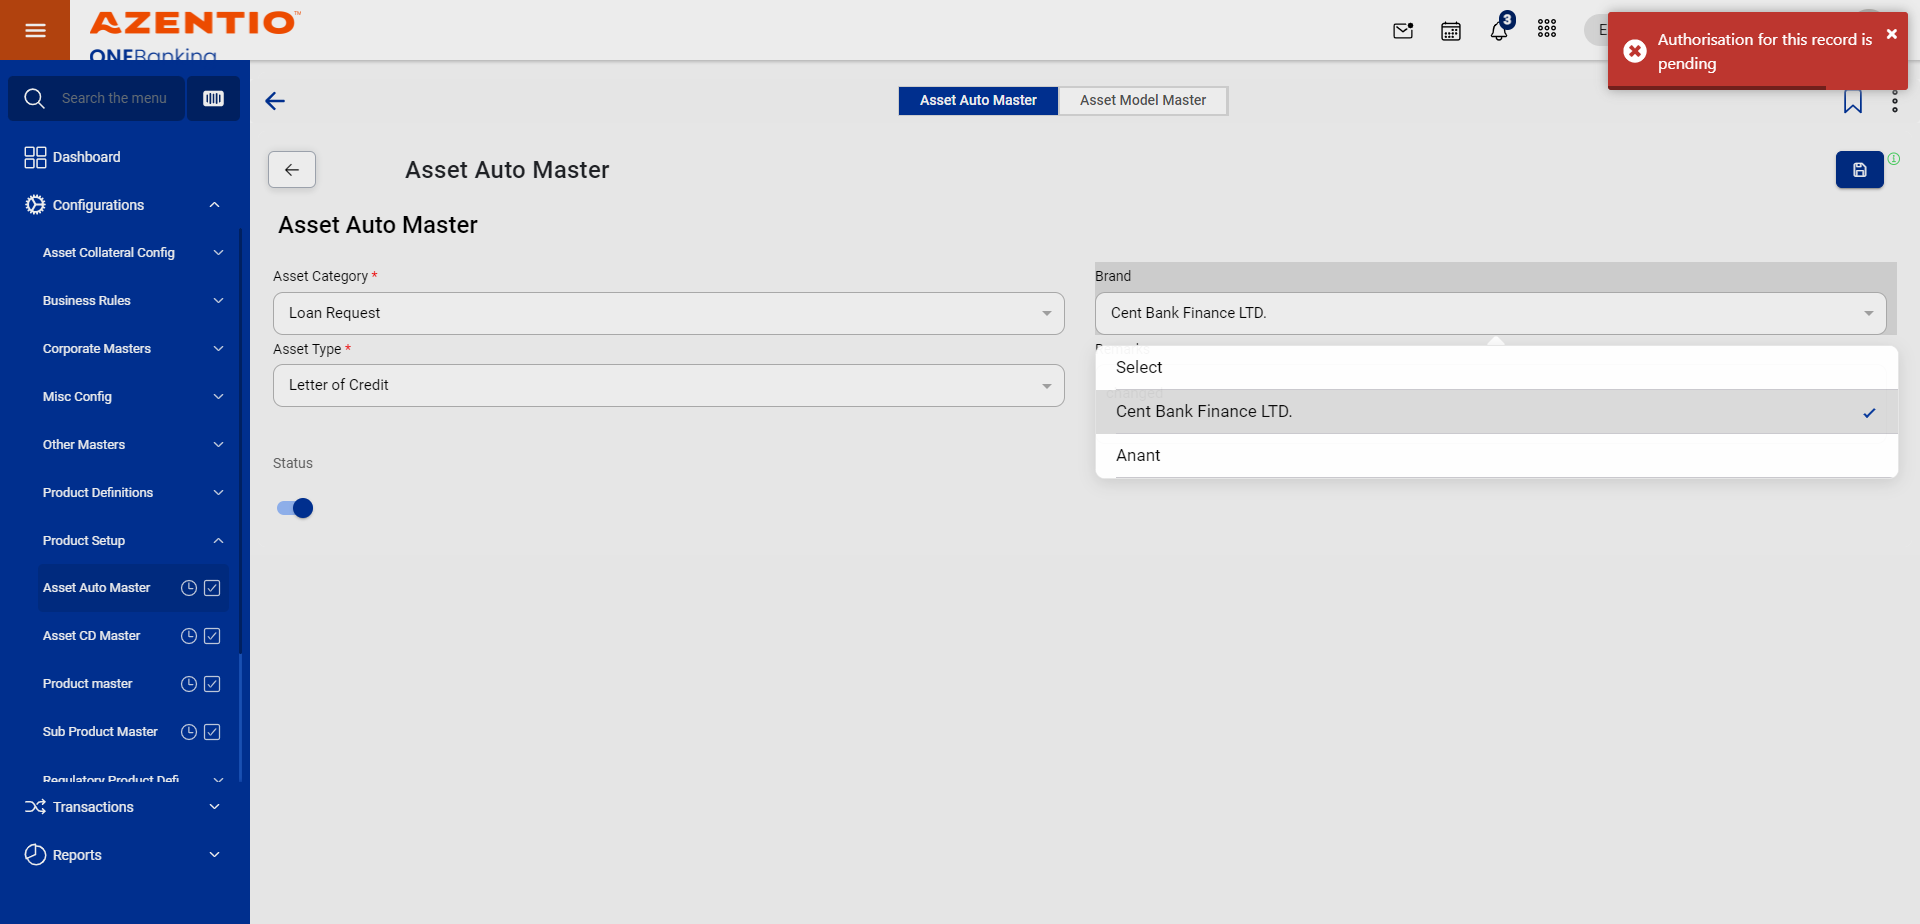 AZENTIO™
ONEBanking
3
E
Authorisation for this record is
pending
Search the menu
Dashboard
Configurations
Asset Collateral Config
Business Rules
Corporate Masters
Misc Config
Other Masters
Product Definitions
Product Setup
Asset Auto Master
Asset CD Master
Product master
Sub Product Master
Regulatory Product Defi
Transactions
Reports
Asset Auto Master
Asset Model Master
Asset Auto Master
Asset Auto Master
Asset Category *
Loan Request
Brand
Cent Bank Finance LTD.
Asset Type *
Letter of Credit
Remarks
Select
changed
Cent Bank Finance LTD.
Anant
Status